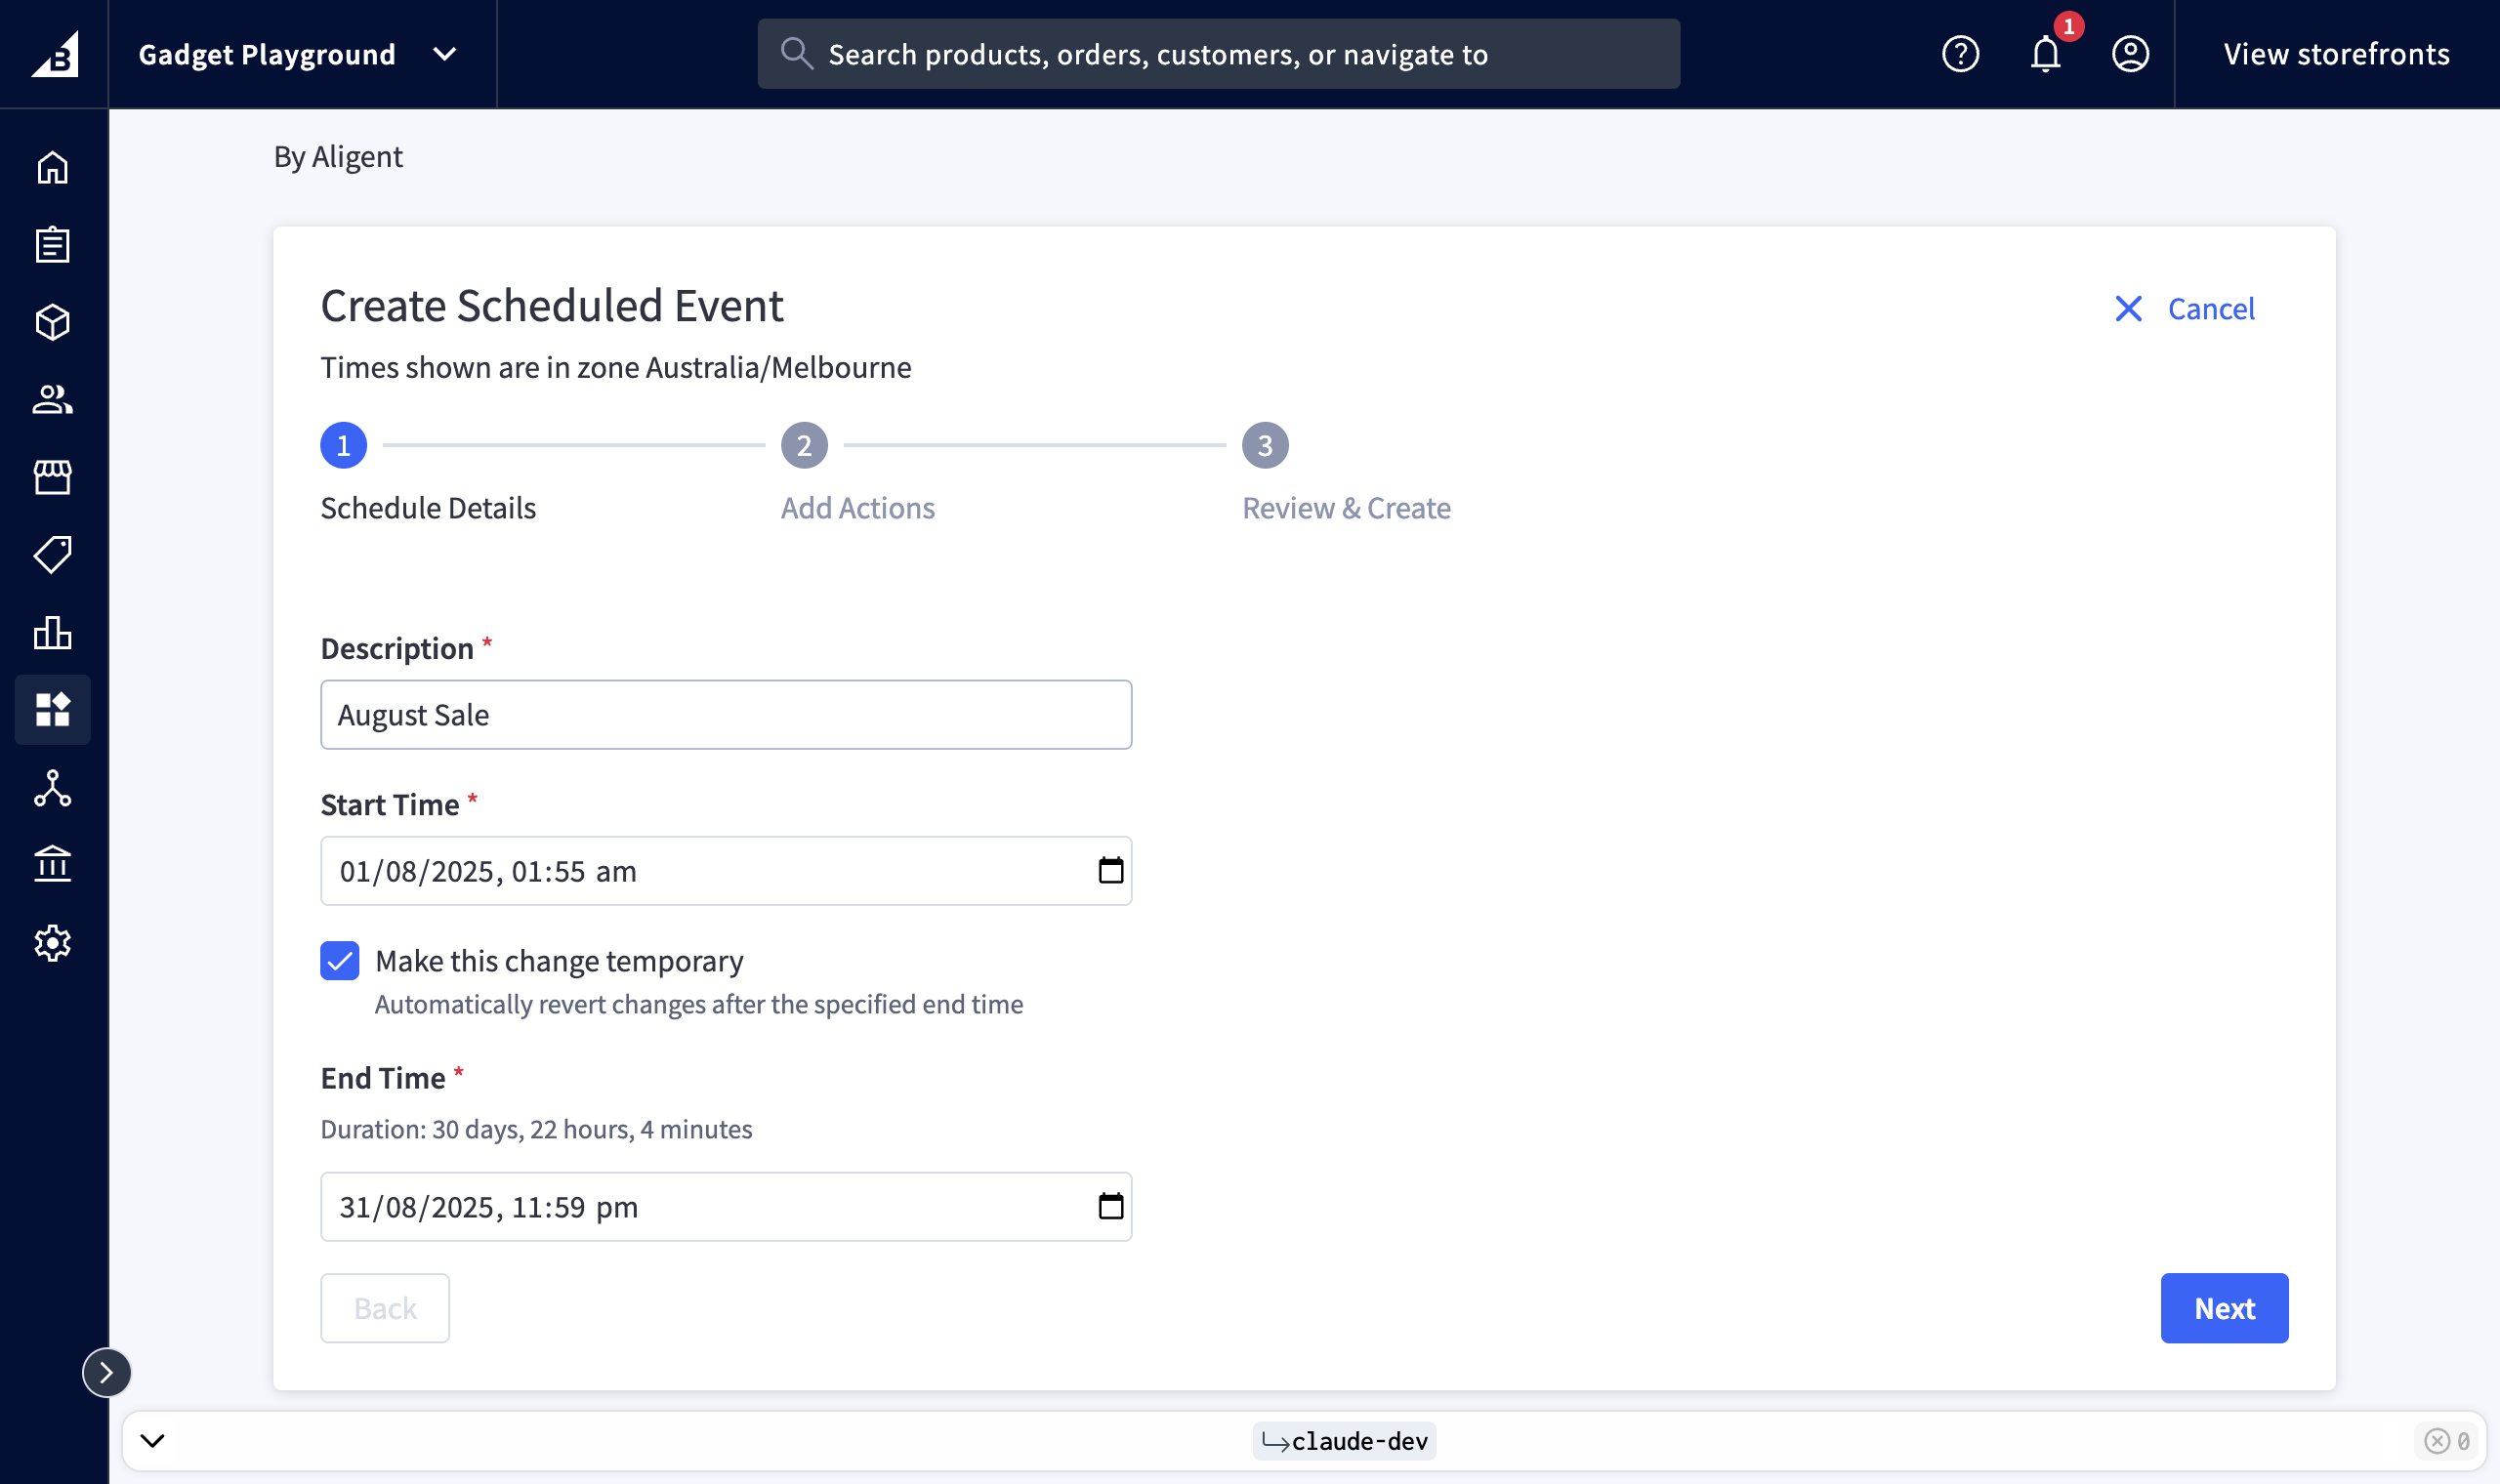 B
Gadget Playground
Search products, orders, customers, or navigate to
?
1
View storefronts
By Aligent
Create Scheduled Event
Cancel
Times shown are in zone Australia/Melbourne
1
2
3
Schedule Details
Add Actions
Review & Create
Description *
August Sale
Start Time *
01/08/2025, 01:55 am
Make this change temporary
Automatically revert changes after the specified end time
End Time *
Duration: 30 days, 22 hours, 4 minutes
31/08/2025, 11:59 pm
Back
Next
claude-dev
0